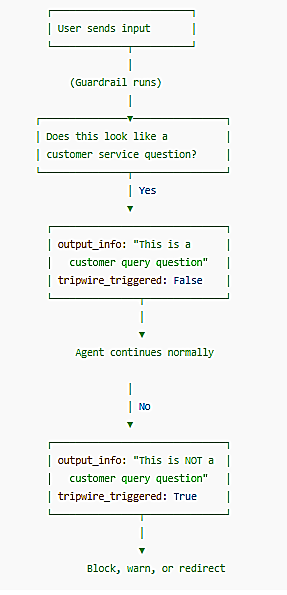 User sends input
(Guardrail runs)
Does this look like a
customer service question?
Yes
output_info: "This is a
customer query question"
tripwire_triggered: False
Agent continues normally
No
output_info: "This is NOT a
customer query question"
tripwire_triggered: True
Block, warn, or redirect